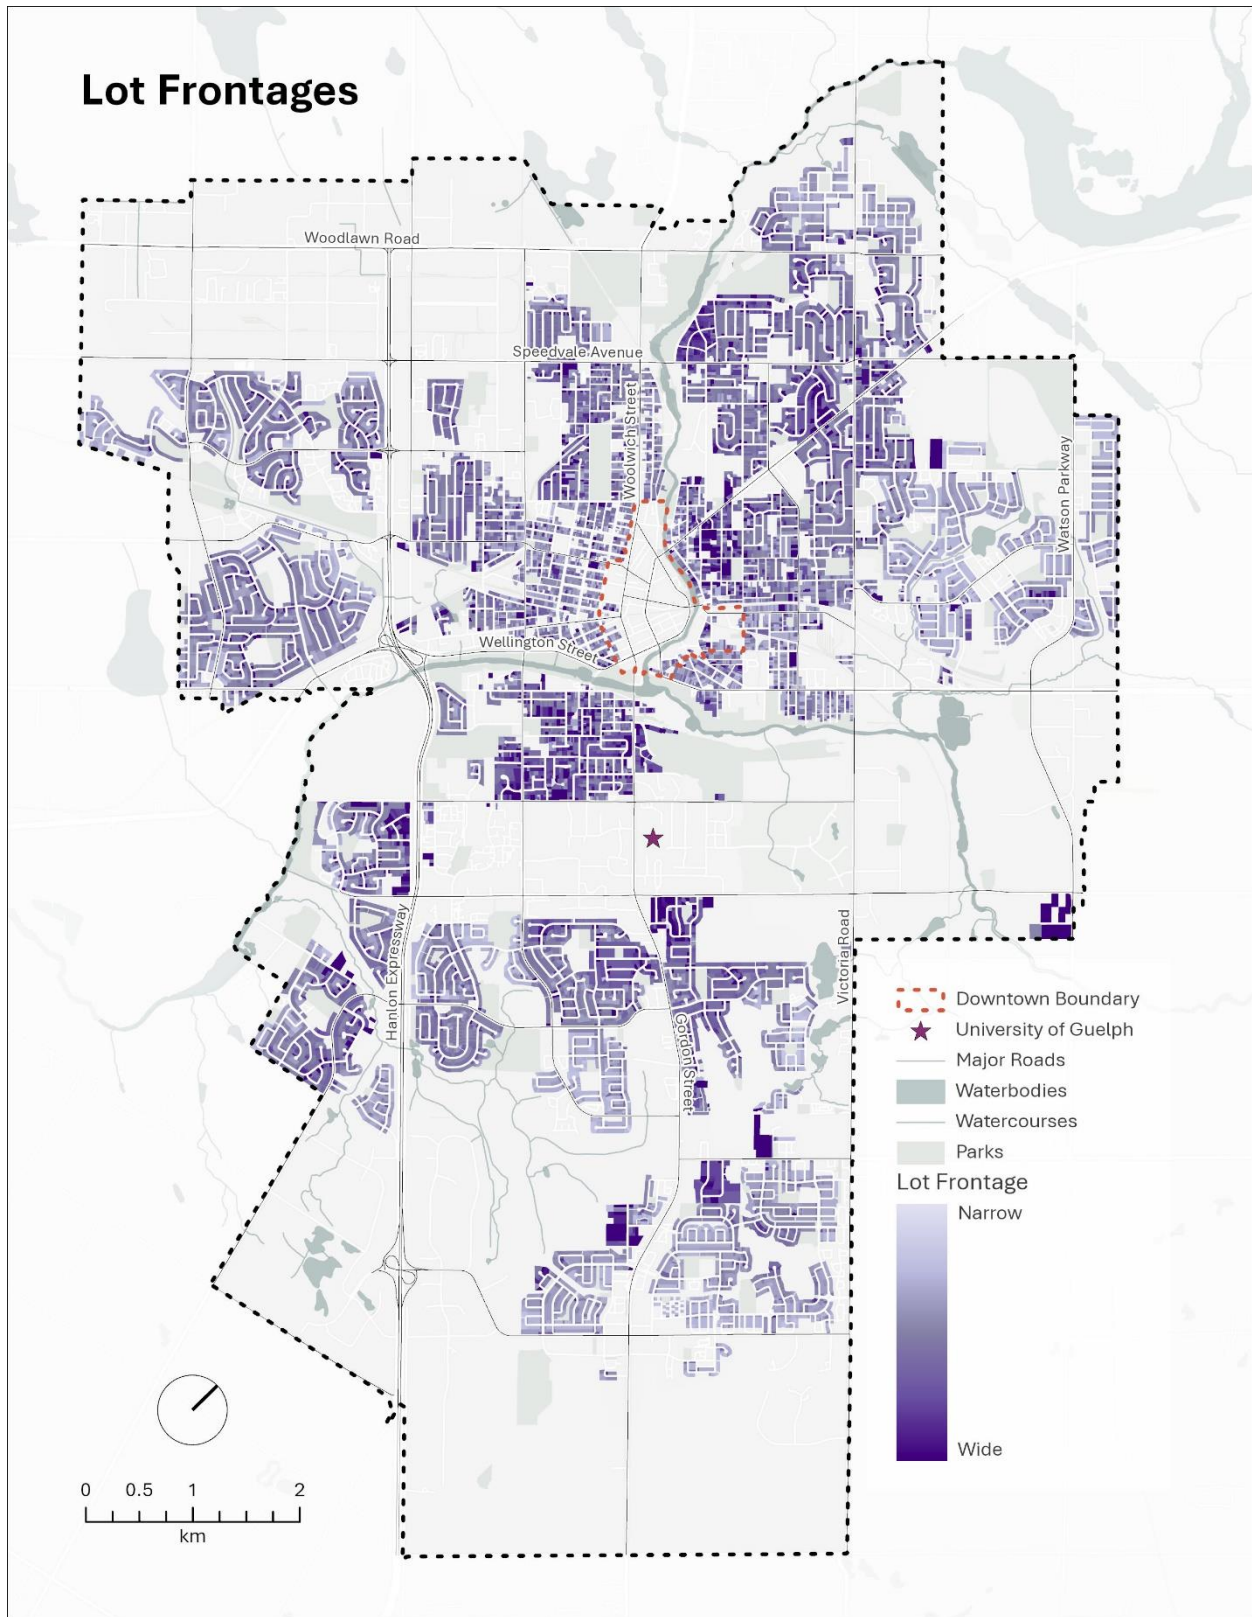 Lot Frontages
Woodlawn Road
Speedvale Avenue
Woolwich Street
Watson Parkway
Wellington Street
Hanlon Expressway
Gordon Street
Victoria Road
Downtown Boundary
University of Guelph
Major Roads
Waterbodies
Watercourses
Parks
Lot Frontage
Narrow
Wide
0 0.5 1 2
km